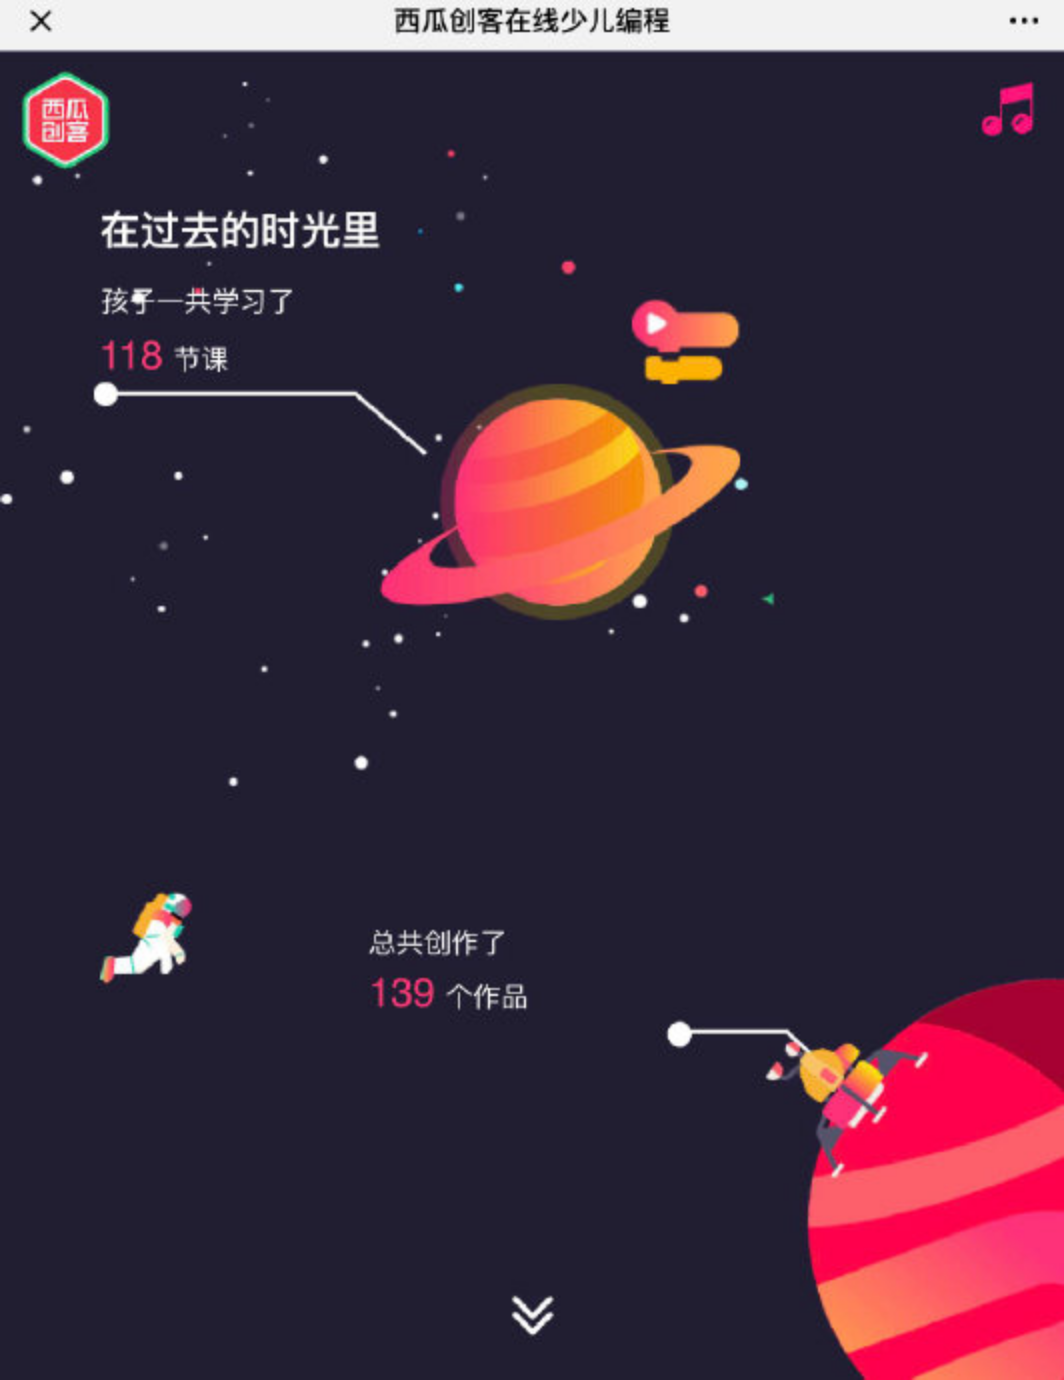 西瓜创客在线少儿编程
西瓜
创客
在过去的时光里
孩子一共学习了
118 节课
总共创作了
139 个作品